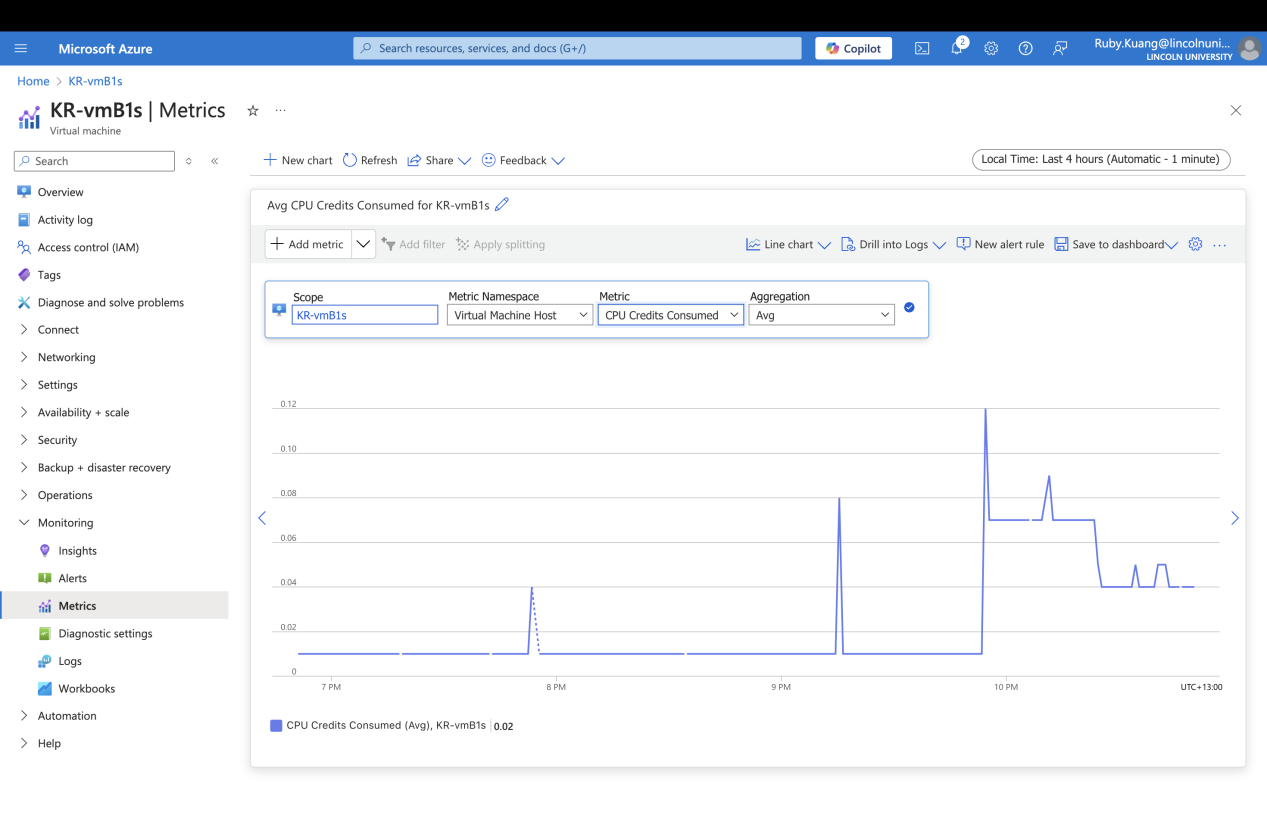 Microsoft Azure
Search resources, services, and docs (G+/)
Copilot
2
Ruby.Kuang@lincolnuni...
LINCOLN UNIVERSITY
Home > KR-vmB1s
KR-vmB1s | Metrics
Virtual machine
Search
New chart
Refresh
Share
Feedback
Local Time: Last 4 hours (Automatic - 1 minute)
Overview
Activity log
Access control (IAM)
Tags
Diagnose and solve problems
Connect
Networking
Settings
Availability + scale
Security
Backup + disaster recovery
Operations
Monitoring
Insights
Alerts
Metrics
Diagnostic settings
Logs
Workbooks
Automation
Help
Avg CPU Credits Consumed for KR-vmB1s
Add metric
Add filter
Apply splitting
Line chart
Drill into Logs
New alert rule
Save to dashboard
Scope
KR-vmB1s
Metric Namespace
Virtual Machine Host
Metric
CPU Credits Consumed
Aggregation
Avg
0.12
0.10
0.08
0.06
0.04
0.02
0
7 PM
8 PM
9 PM
10 PM
UTC+13:00
CPU Credits Consumed (Avg), KR-vmB1s | 0.02